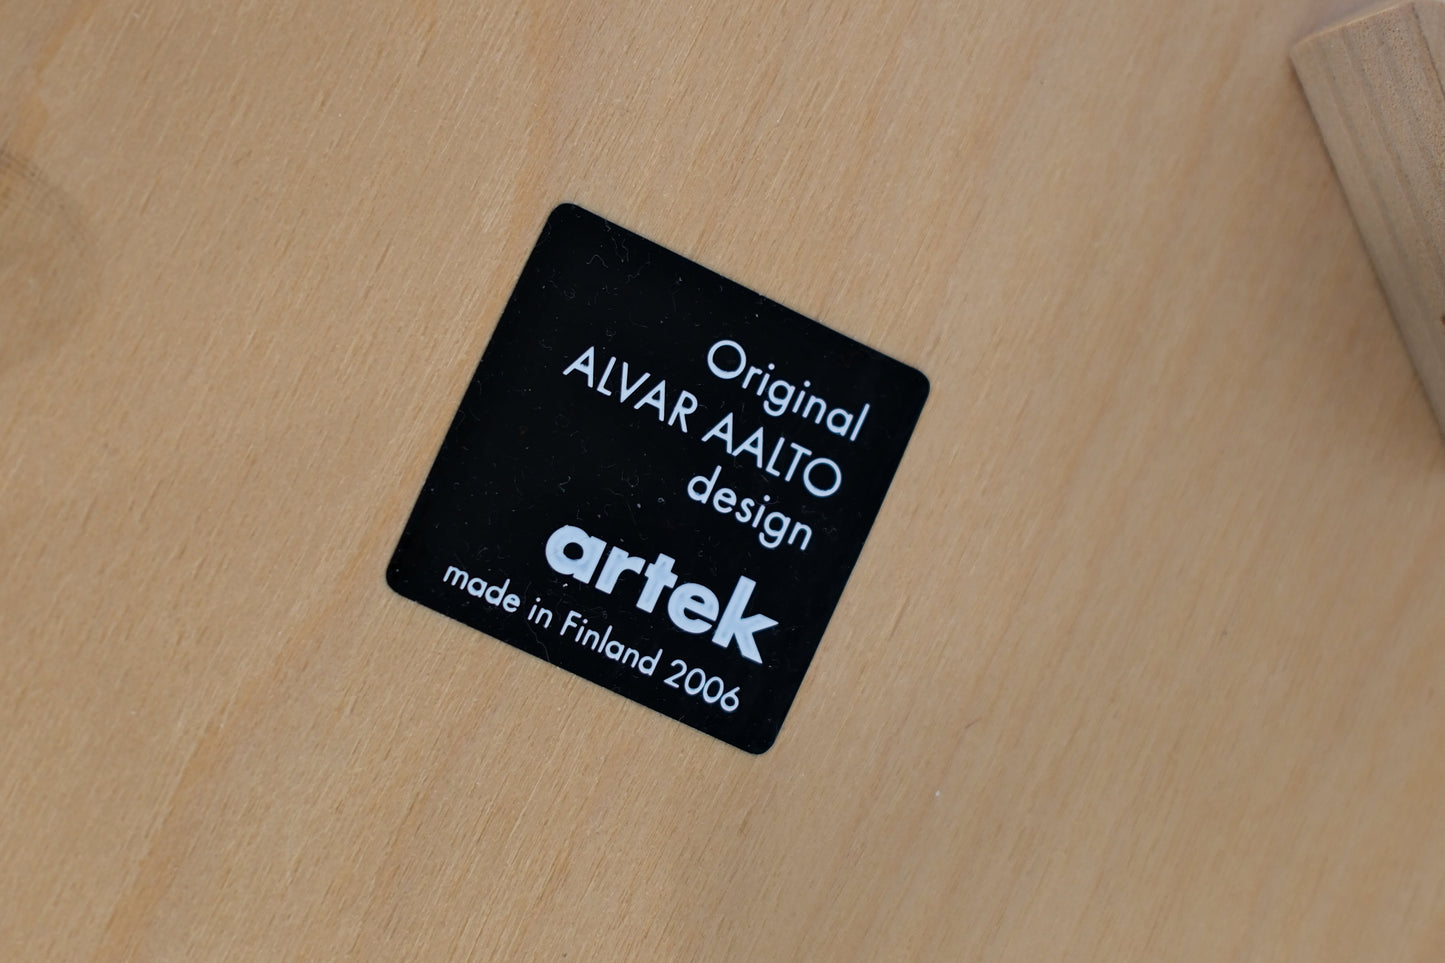 Original
ALVAR AALTO
design
artek
made in Finland 2006